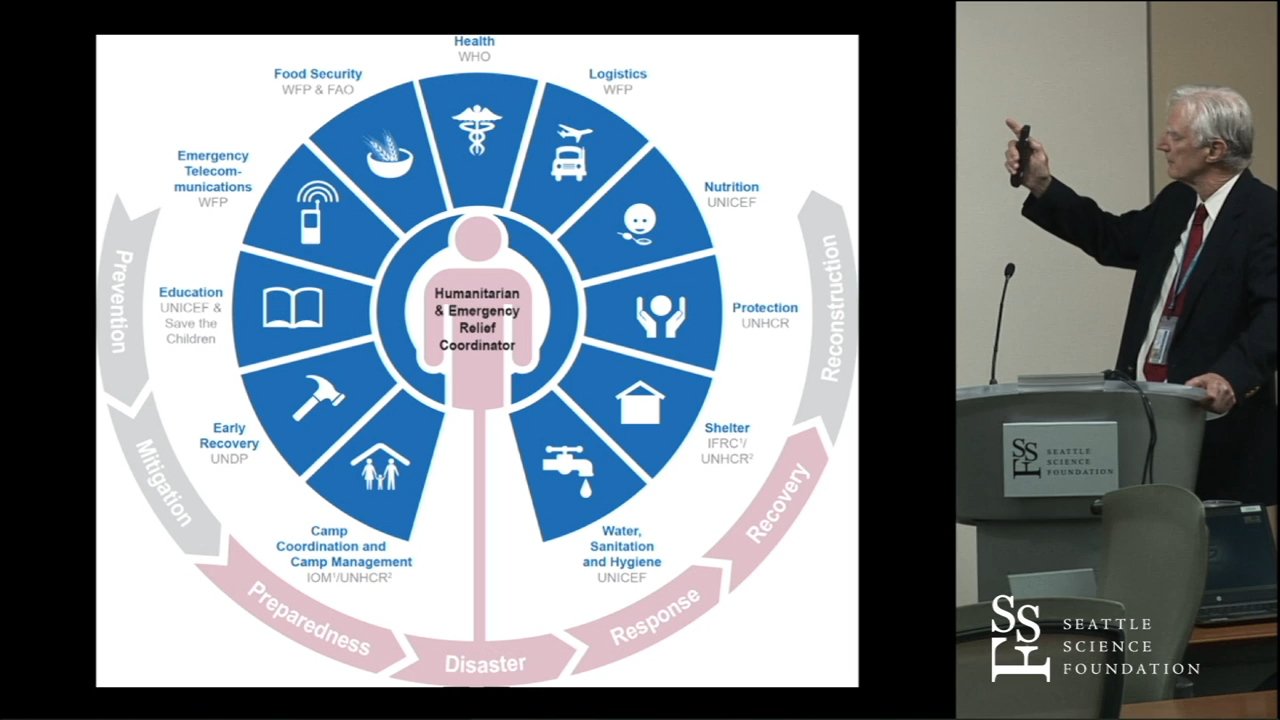 Health
WHO
Food Security
WFP & FAO
Logistics
WFP
Emergency
Telecom-
munications
WFP
Nutrition
UNICEF
Education
UNICEF &
Save the
Children
Protection
UNHCR
Humanitarian
& Emergency
Relief
Coordinator
Early
Recovery
UNDP
Shelter
IFRC¹/
UNHCR²
Camp
Coordination and
Camp Management
IOM¹/UNHCR²
Water,
Sanitation
and Hygiene
UNICEF
Prevention
Mitigation
Preparedness
Disaster
Response
Recovery
Reconstruction
SSF
SEATTLE
SCIENCE
FOUNDATION
SSF
SEATTLE
SCIENCE
FOUNDATION